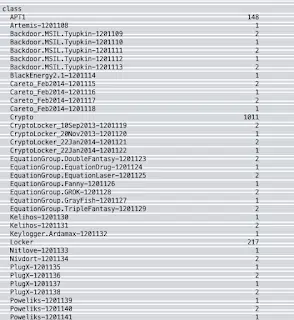 class
APT1 148
Artemis-1201108 1
Backdoor.MSIL.Tyupkin-1201109 2
Backdoor.MSIL.Tyupkin-1201110 1
Backdoor.MSIL.Tyupkin-1201111 2
Backdoor.MSIL.Tyupkin-1201112 1
Backdoor.MSIL.Tyupkin-1201113 2
BlackEnergy2.1-1201114 1
Careto_Feb2014-1201115 2
Careto_Feb2014-1201116 1
Careto_Feb2014-1201117 2
Careto_Feb2014-1201118 1
Crypto 1011
CryptoLocker_10Sep2013-1201119 2
CryptoLocker_20Nov2013-1201120 1
CryptoLocker_22Jan2014-1201121 2
CryptoLocker_22Jan2014-1201122 1
EquationGroup.DoubleFantasy-1201123 2
EquationGroup.EquationDrug-1201124 1
EquationGroup.EquationLaser-1201125 2
EquationGroup.Fanny-1201126 1
EquationGroup.GROK-1201128 2
EquationGroup.GrayFish-1201127 1
EquationGroup.TripleFantasy-1201129 2
Kelihos-1201130 1
Kelihos-1201131 2
Keylogger.Ardamax-1201132 1
Locker 217
Nitlove-1201133 1
Nivdort-1201134 2
PlugX-1201135 1
PlugX-1201136 2
PlugX-1201137 1
PlugX-1201138 2
Poweliks-1201139 1
Poweliks-1201140 2
Poweliks-1201141 1